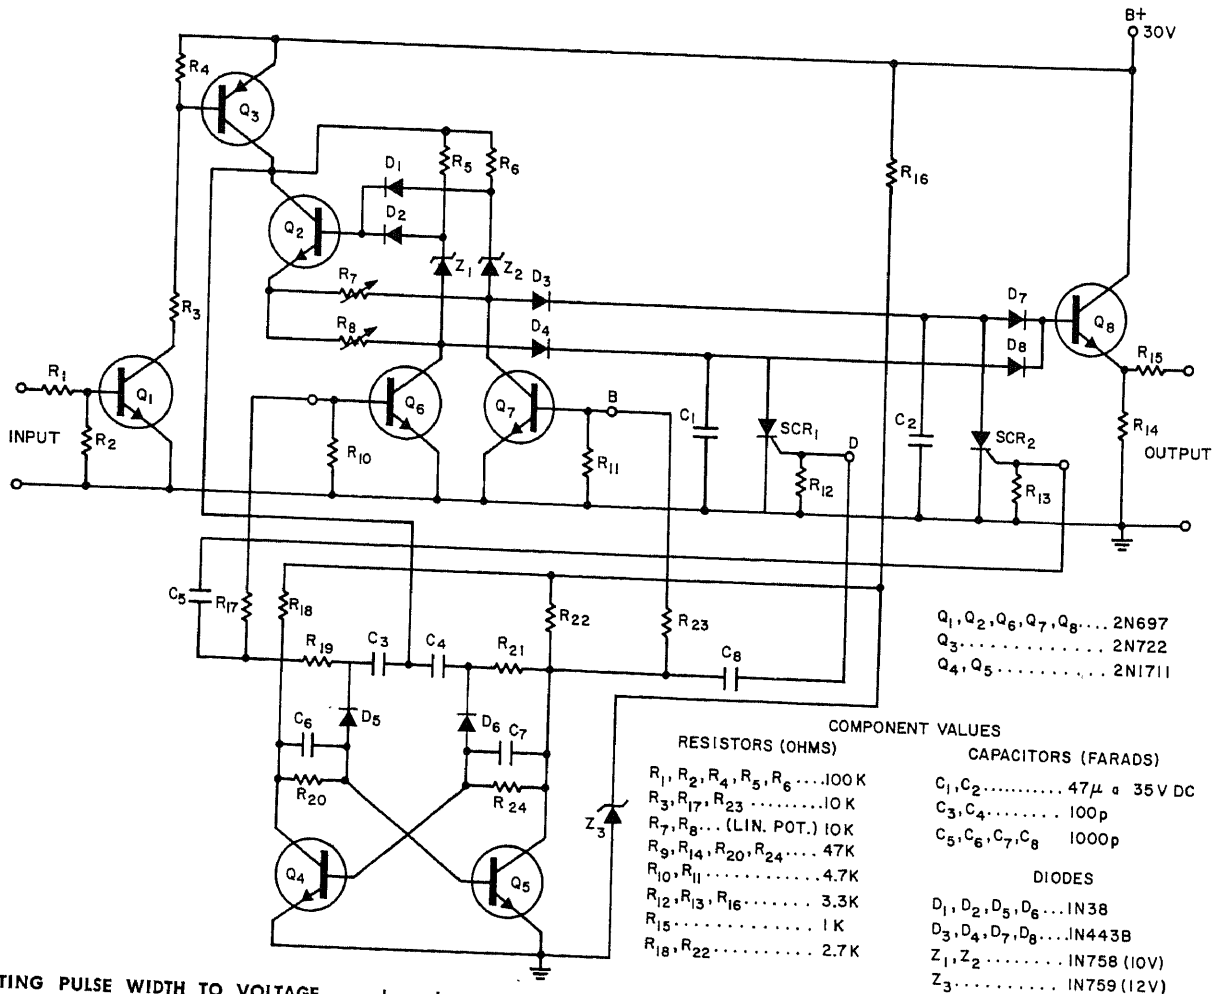 B+
30V
R4
Q3
R5
R6
R16
D1
Q2
D2
Z1
Z2
R7
D3
D7
R3
Q8
R8
D4
D8
R15
R1
Q1
Q6
Q7
B
C1
SCR1
D
C2
SCR2
R14
INPUT
R2
R10
R11
R12
R13
OUTPUT
C5
R17
R18
R22
R23
R19
C3
C4
R21
C8
Q1,Q2,Q6,Q7,Q8.... 2N697
Q3............. 2N722
Q4,Q5.......... 2N1711
C6
D5
D6
C7
R20
R24
Z3
Q4
Q5
COMPONENT VALUES
RESISTORS (OHMS)
R1,R2,R4,R5,R6....100K
R3,R17,R23.........10K
R7,R8...(LIN. POT.) 10K
R9,R14,R20,R24.... 47K
R10,R11............4.7K
R12,R13,R16....... 3.3K
R15............. 1K
R18,R22......... 2.7K
CAPACITORS (FARADS)
C1,C2.......... 47μ a 35V DC
C3,C4........ 100p
C5,C6,C7,C8 1000p
DIODES
D1,D2,D5,D6...1N38
D3,D4,D7,D8....1N443B
Z1,Z2........ 1N758 (10V)
Z3.......... 1N759 (12V)
TING PULSE WIDTH TO VOLTAGE